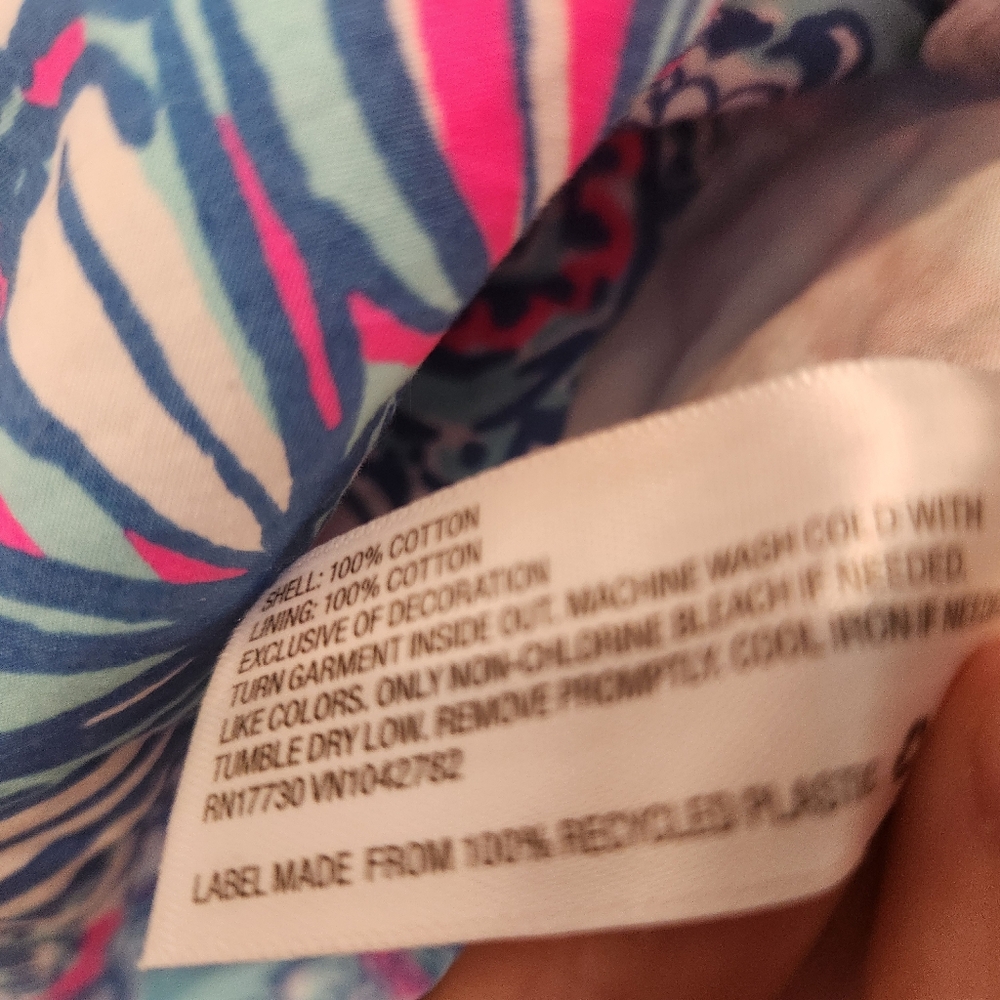 SHELL: 100% COTTON
LINING: 100% COTTON
EXCLUSIVE OF DECORATION
TURN GARMENT INSIDE OUT. MACHINE WASH COLD WITH
LIKE COLORS. ONLY NON-CHLORINE BLEACH IF NEEDED.
TUMBLE DRY LOW. REMOVE PROMPTLY. COOL IRON IF
RN17730 VN1042782
LABEL MADE FROM 100% RECYCLED PLASTIC